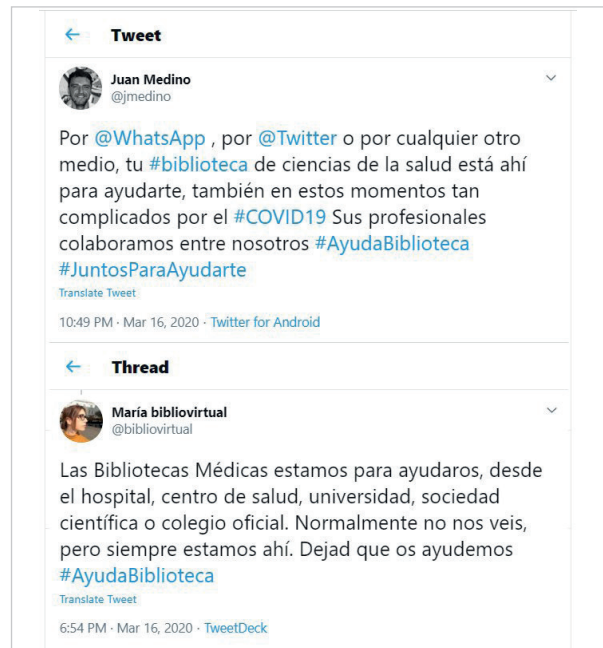 ← Tweet
Juan Medino
@jmedino
Por @WhatsApp , por @Twitter o por cualquier otro
medio, tu #biblioteca de ciencias de la salud está ahí
para ayudarte, también en estos momentos tan
complicados por el #COVID19 Sus profesionales
colaboramos entre nosotros #AyudaBiblioteca
#JuntosParaAyudarte
Translate Tweet
10:49 PM · Mar 16, 2020 · Twitter for Android
← Thread
María bibliovirtual
@bibliovirtual
Las Bibliotecas Médicas estamos para ayudaros, desde
el hospital, centro de salud, universidad, sociedad
científica o colegio oficial. Normalmente no nos veis,
pero siempre estamos ahí. Dejad que os ayudemos
#AyudaBiblioteca
Translate Tweet
6:54 PM · Mar 16, 2020 · TweetDeck